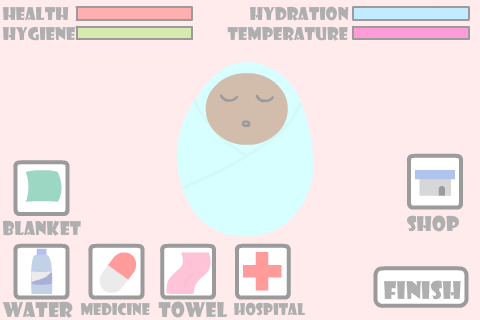 HEALTH
HYDRATION
HYGIENE
TEMPERATURE
BLANKET
SHOP
WATER
MEDICINE
TOWEL
HOSPITAL
FINISH